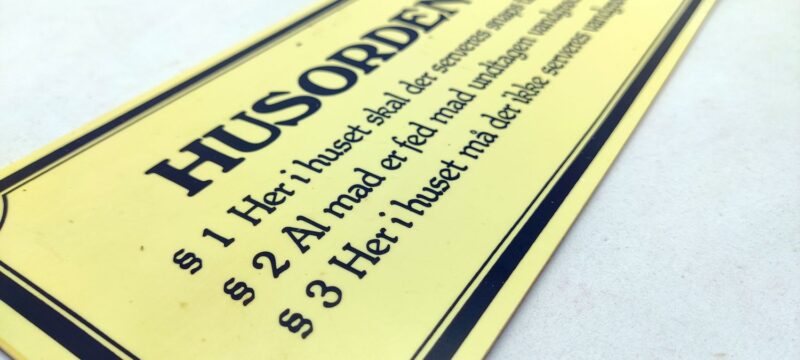 HUSORDEN
§ 1 Her i huset skal der serveres snaps
§ 2 Al mad er fed mad undtagen
§ 3 Her i huset må der ikke serveres